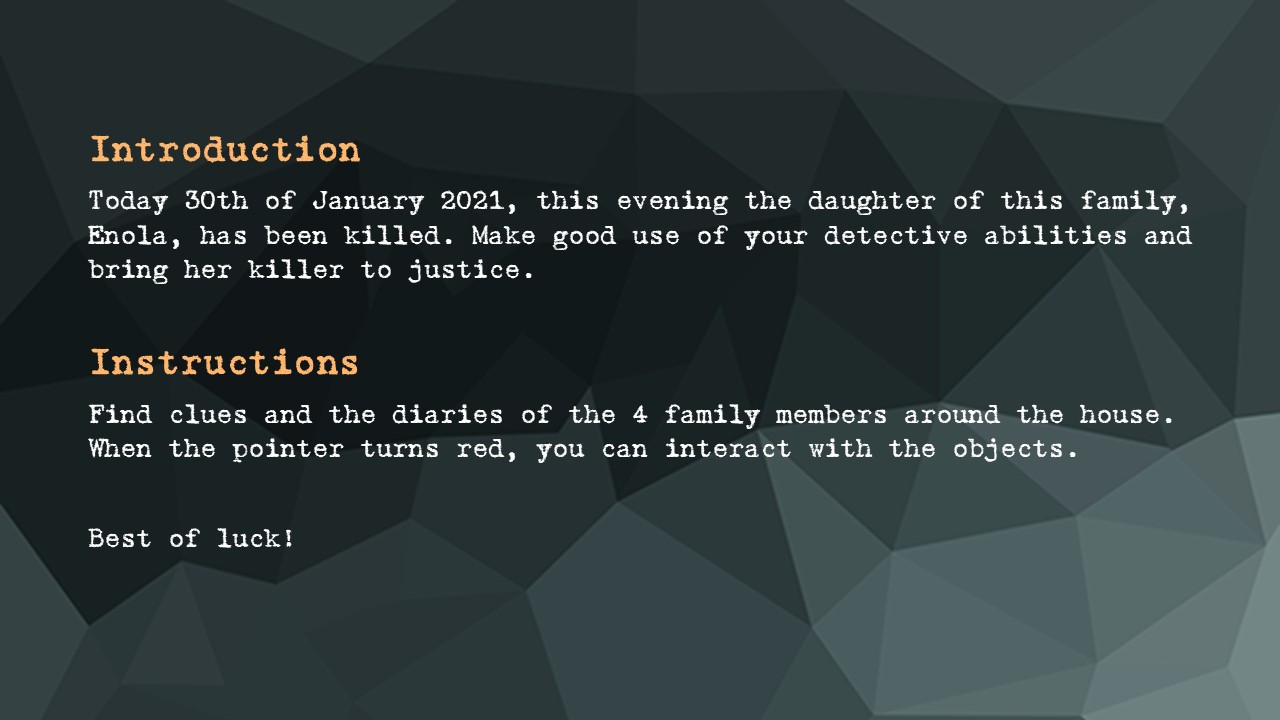 Introduction
Today 30th of January 2021, this evening the daughter of this family,
Enola, has been killed. Make good use of your detective abilities and
bring her killer to justice.
Instructions
Find clues and the diaries of the 4 family members around the house.
When the pointer turns red, you can interact with the objects.
Best of luck!